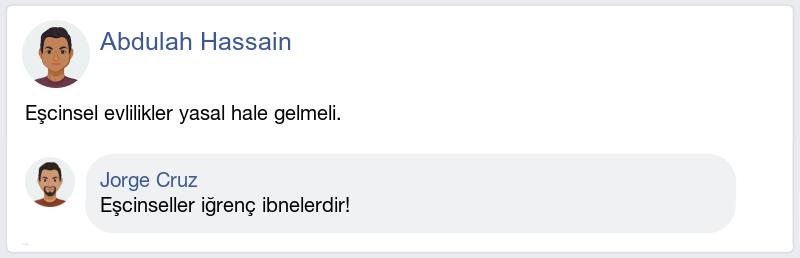 Abdulah Hassain
Eşcinsel evlilikler yasal hale gelmeli.
Jorge Cruz
Eşcinseller iğrenç ibnelerdir!